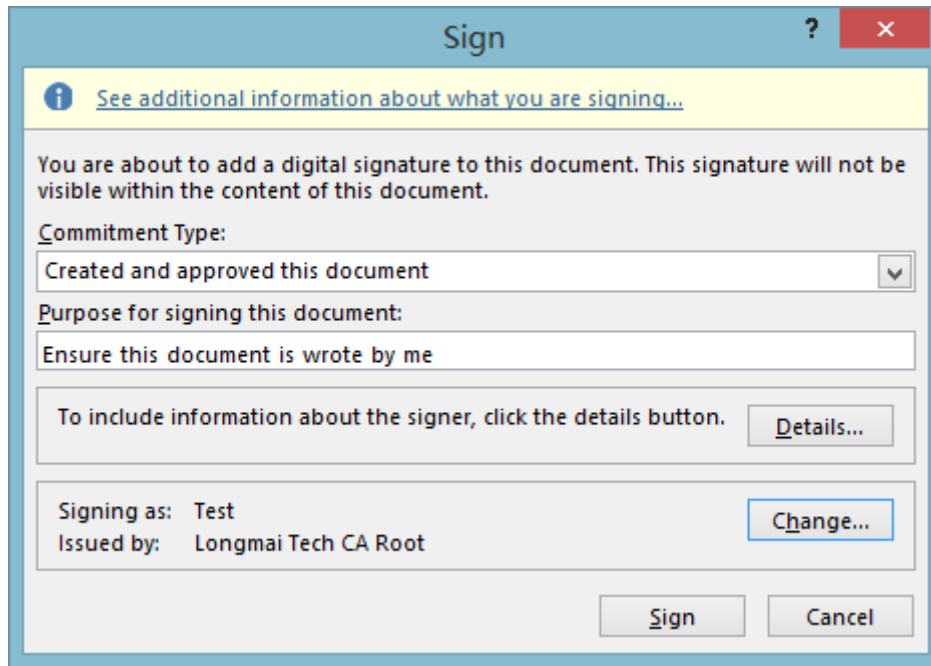 Sign
?
See additional information about what you are signing...
You are about to add a digital signature to this document. This signature will not be
visible within the content of this document.
Commitment Type:
Created and approved this document
Purpose for signing this document:
Ensure this document is wrote by me
To include information about the signer, click the details button.
Details...
Signing as: Test
Issued by: Longmai Tech CA Root
Change...
Sign Cancel